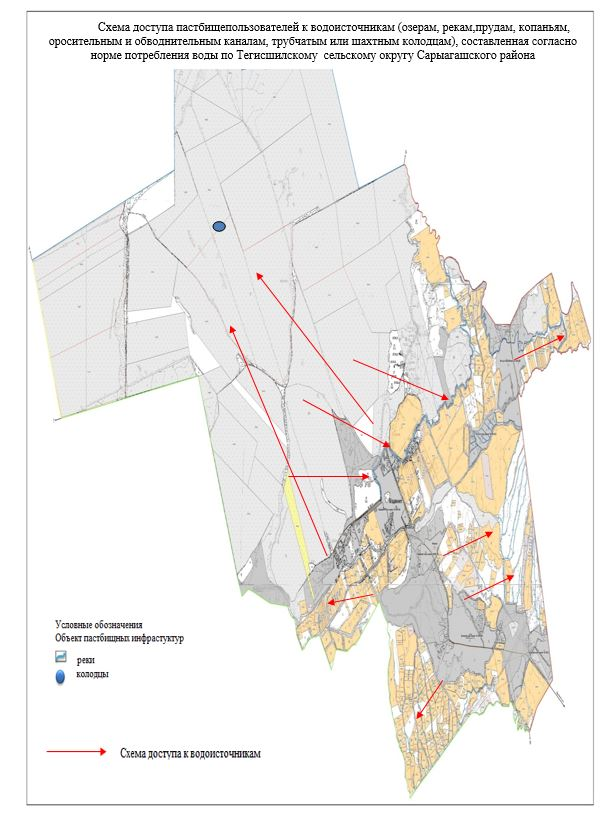 Схема доступа пастбищепользователей к водоисточникам (озерам, рекам,прудам, копаньям,
оросительным и обводнительным каналам, трубчатым или шахтным колодцам), составленная согласно
норме потребления воды по Тегисшилскому сельскому округу Сарыагашского района
Условные обозначения
Объект пастбищных инфрастуктур
реки
колодцы
Схема доступа к водоисточникам